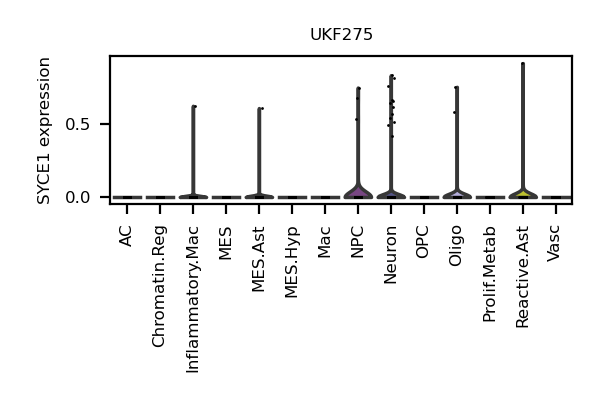 UKF275
SYCE1 expression
0.5
0.0
AC
Chromatin.Reg
Inflammatory.Mac
MES
MES.Ast
MES.Hyp
Mac
NPC
Neuron
OPC
Oligo
Prolif.Metab
Reactive.Ast
Vasc